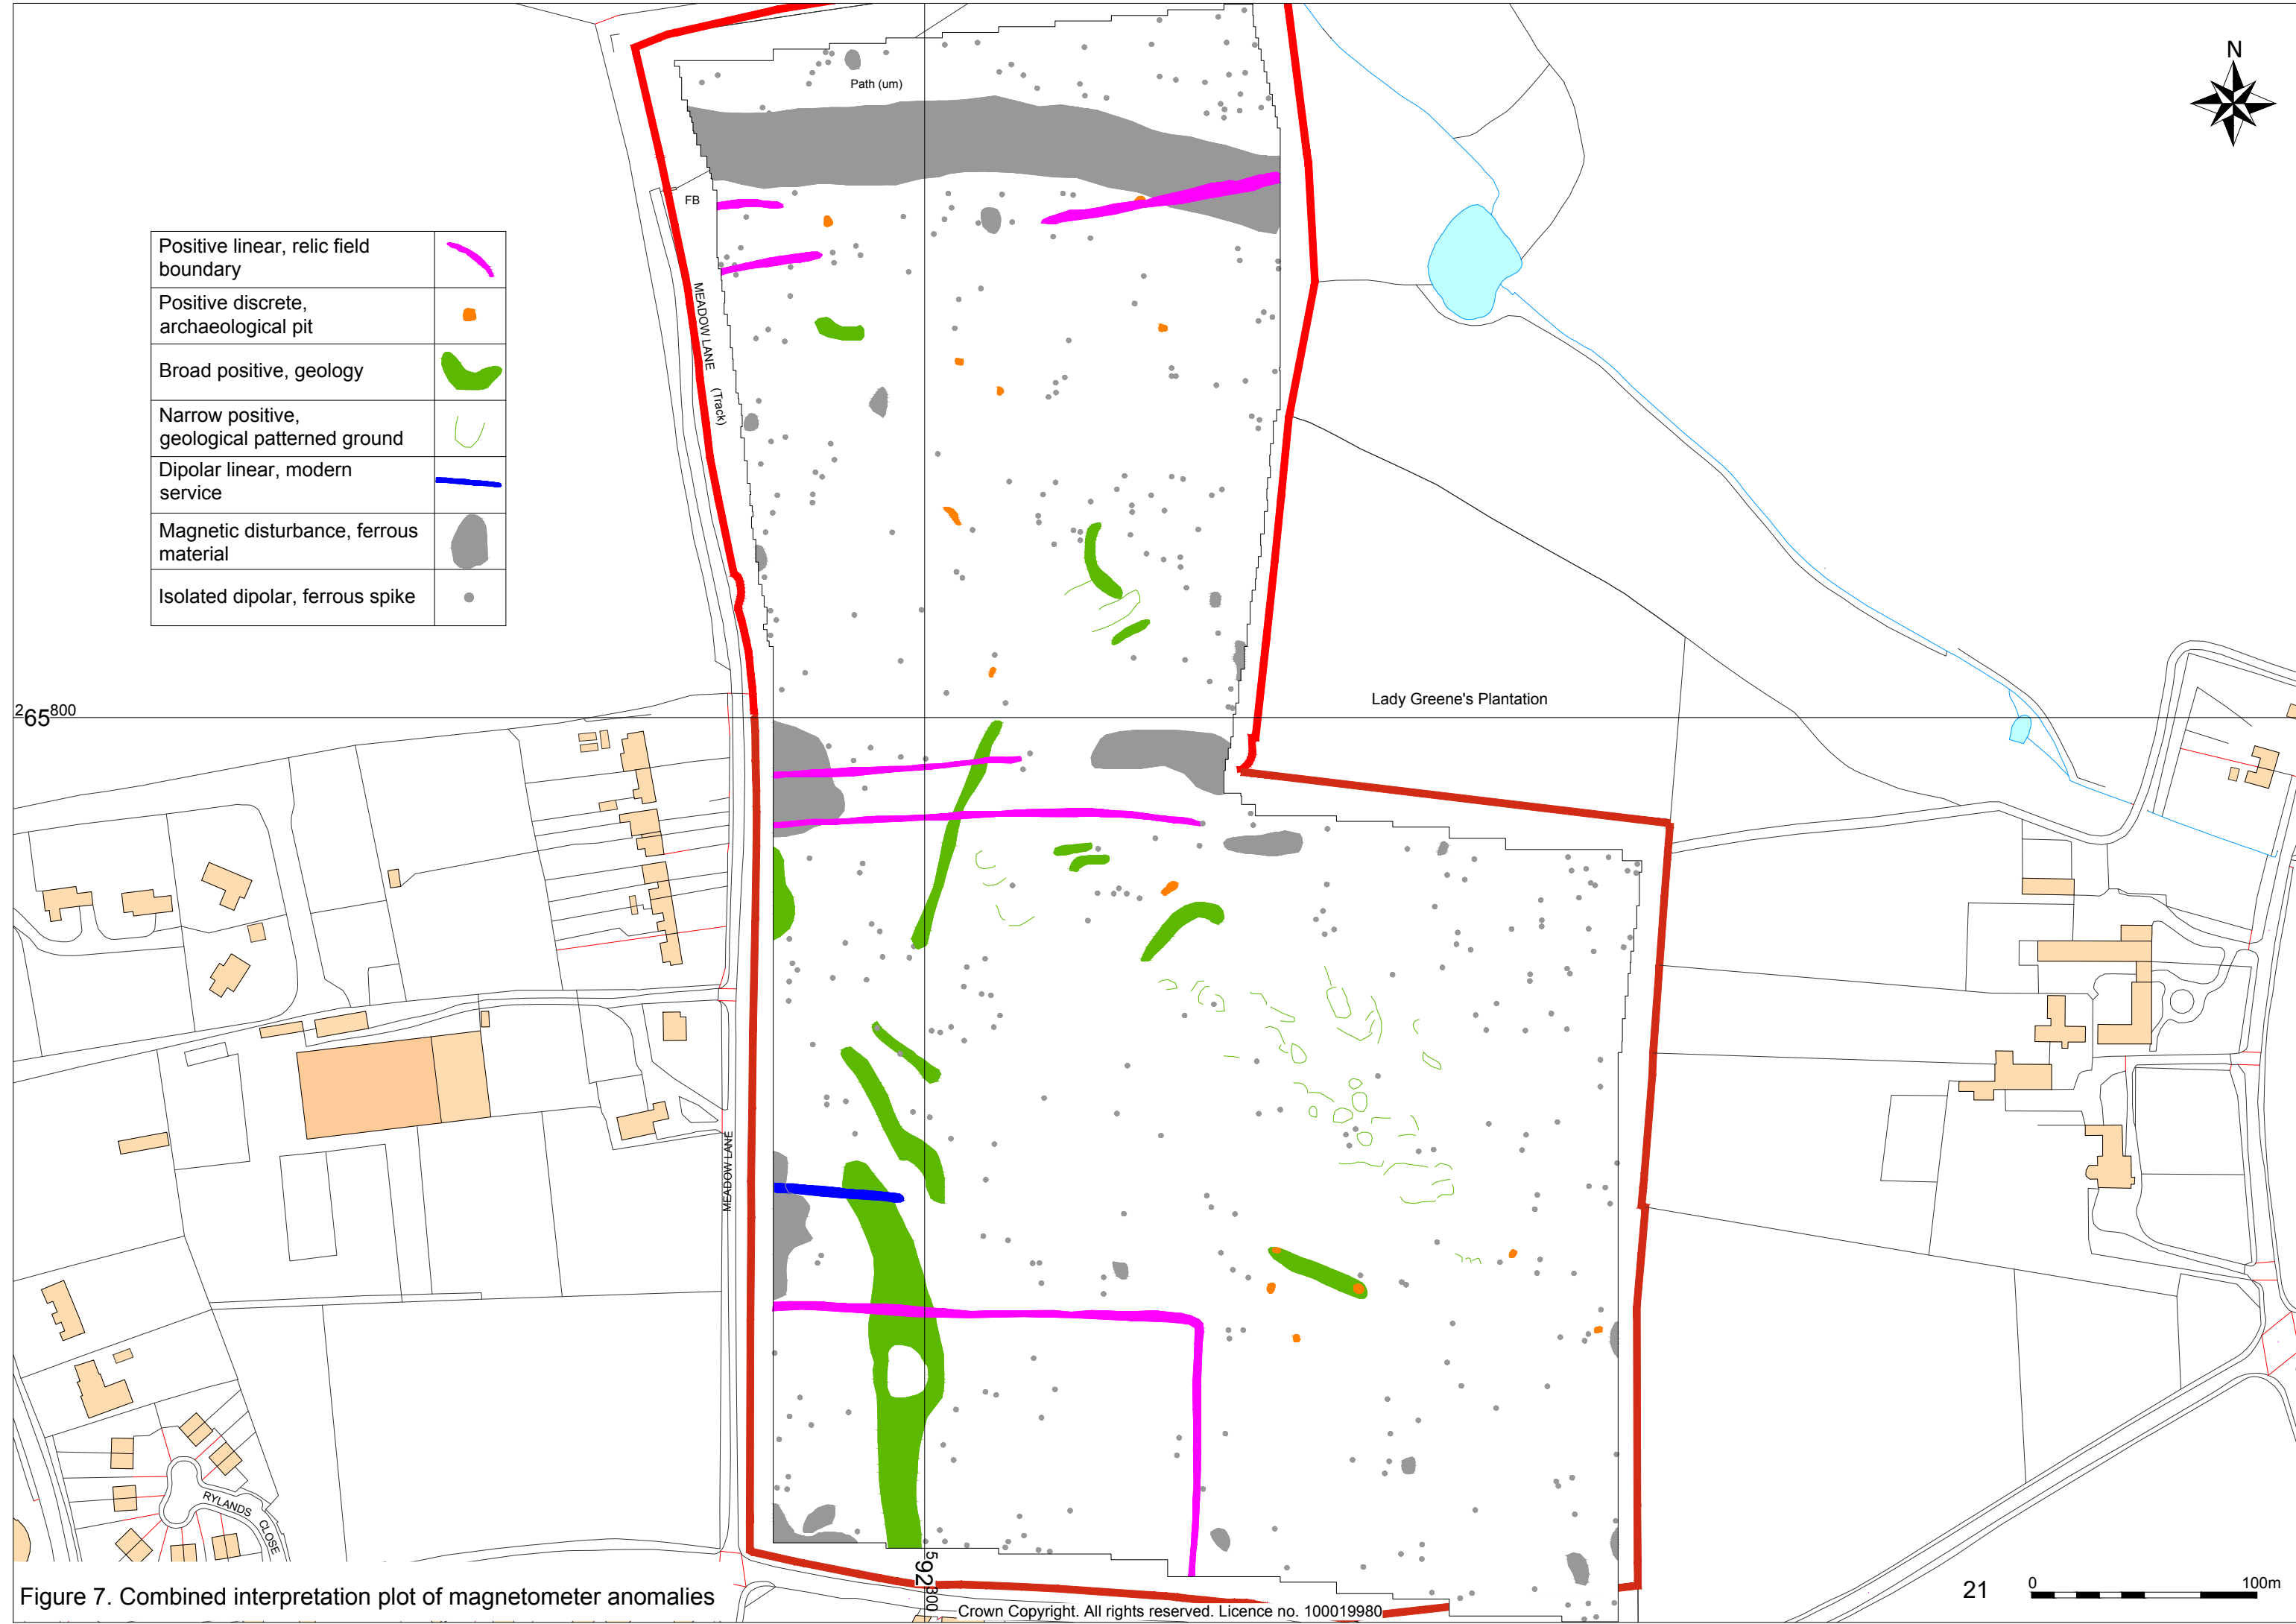 N
Path (um)
FB
Positive linear, relic field
boundary
Positive discrete,
archaeological pit
Broad positive, geology
Narrow positive,
geological patterned ground
Dipolar linear, modern
service
Magnetic disturbance, ferrous
material
Isolated dipolar, ferrous spike
MEADOW LANE
(Track)
Lady Greene's Plantation
265800
MEADOW LANE
RYLANDS CLOSE
592800
Figure 7. Combined interpretation plot of magnetometer anomalies
21
0 100m
Crown Copyright. All rights reserved. Licence no. 100019980